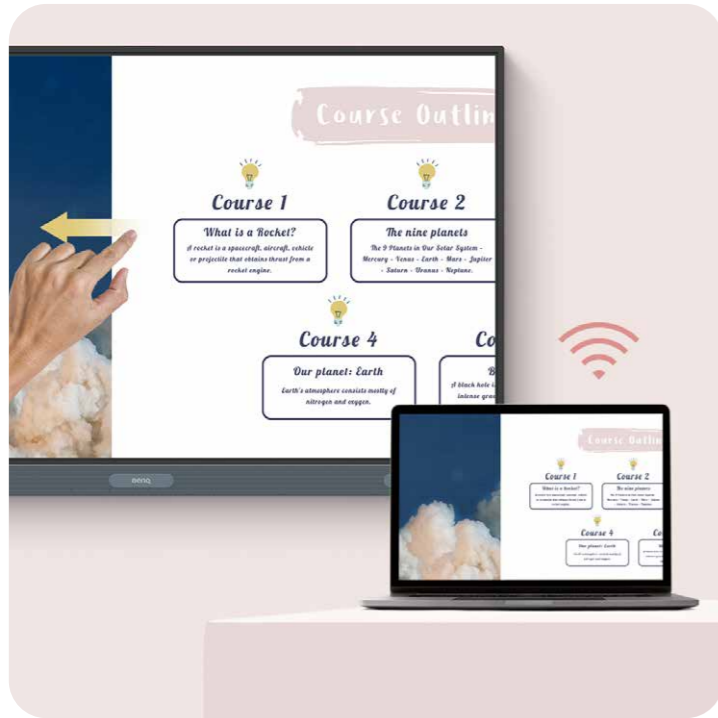 Course Outlin
Course 1
What is a Rocket?
A rocket is a spacecraft, aircraft, vehicle
or projectile that obtains thrust from a
rocket engine.
Course 2
The nine planets
The 9 Planets in Our Solar System -
Mercury - Venus - Earth - Mars - Jupiter
- Saturn - Uranus - Neptune.
Course 4
Our planet: Earth
Earth's atmosphere consists mostly of
nitrogen and oxygen.
Co
B
A black hole i
intense grav
BenQ
Course Outlin
Course 1
What is a Rocket?
Course 2
The nine planets
Course 4
Our planet: Earth
Co